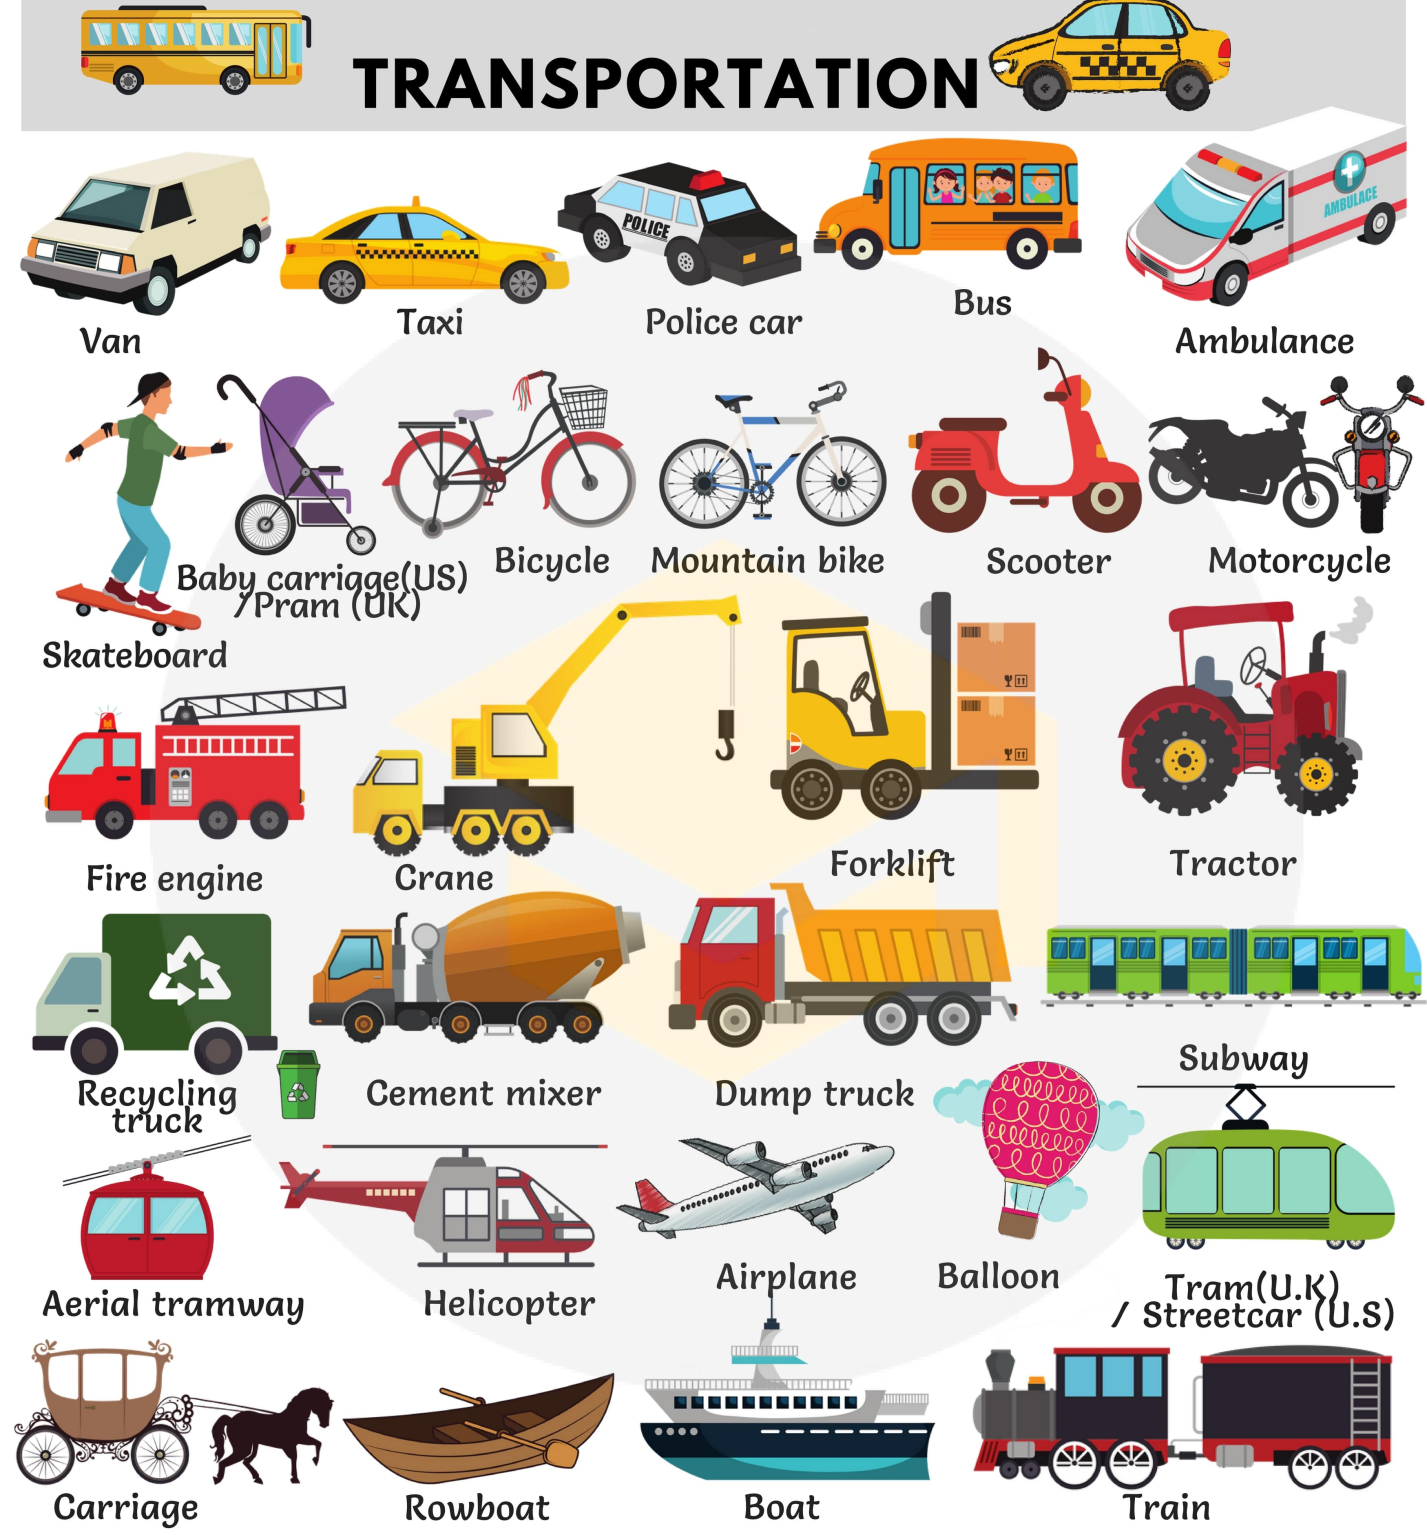 TRANSPORTATION
POLICE
AMBULACE
Van
Taxi
Police car
Bus
Ambulance
Skateboard
Baby carriage(US)
/Pram (UK)
Bicycle
Mountain bike
Scooter
Motorcycle
Fire engine
Crane
Forklift
Tractor
Recycling
truck
Cement mixer
Dump truck
Subway
Aerial tramway
Helicopter
Airplane
Balloon
Tram(U.K)
/ Streetcar (U.S)
Carriage
Rowboat
Boat
Train